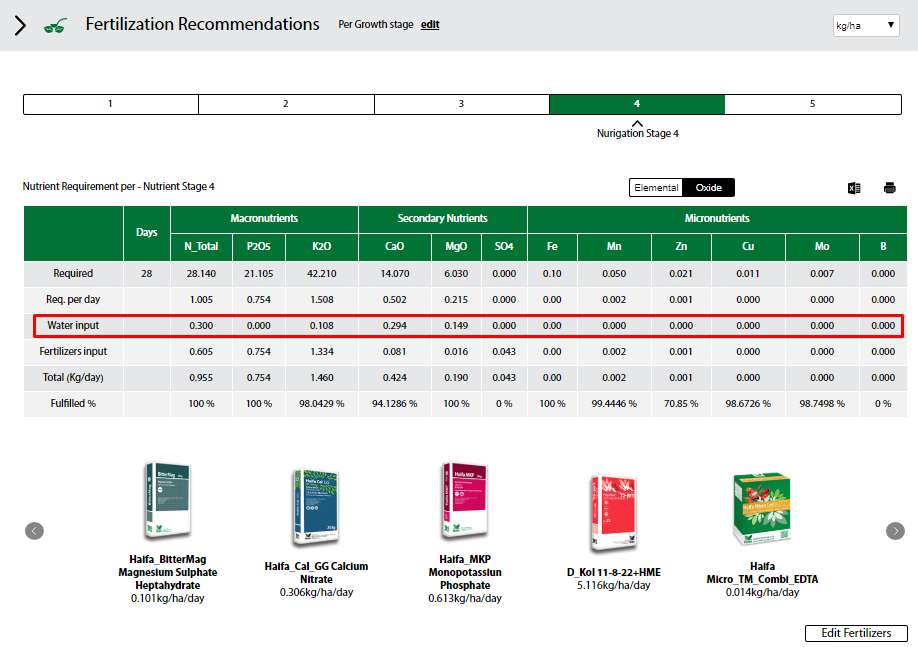 Fertilization Recommendations Per Growth stage edit kg/ha
1 2 3 4 5
Nurigation Stage 4
Nutrient Requirement per - Nutrient Stage 4 Elemental Oxide
Days Macronutrients Secondary Nutrients Micronutrients
N_Total P2O5 K2O CaO MgO SO4 Fe Mn Zn Cu Mo B
Required 28 28.140 21.105 42.210 14.070 6.030 0.000 0.10 0.050 0.021 0.011 0.007 0.000
Req. per day 1.005 0.754 1.508 0.502 0.215 0.000 0.00 0.002 0.001 0.000 0.000 0.000
Water input 0.300 0.000 0.108 0.294 0.149 0.000 0.00 0.000 0.000 0.000 0.000 0.000
Fertilizers input 0.605 0.754 1.334 0.081 0.016 0.043 0.00 0.002 0.001 0.000 0.000 0.000
Total (Kg/day) 0.955 0.754 1.460 0.424 0.190 0.043 0.00 0.002 0.001 0.000 0.000 0.000
Fulfilled % 100 % 100 % 98.0429 % 94.1286 % 100 % 0 % 100 % 99.4446 % 70.85 % 98.6726 % 98.7498 % 0 %
BitterMag
Haifa Cal GG
Haifa MKP
Haifa_BitterMag
Magnesium Sulphate
Heptahydrate
0.101kg/ha/day
Haifa_Cal_GG Calcium
Nitrate
0.306kg/ha/day
Haifa_MKP
Monopotassiun
Phosphate
0.613kg/ha/day
D_Kol 11-8-22+HME
5.116kg/ha/day
Haifa
Micro_TM_Combi_EDTA
0.014kg/ha/day
Edit Fertilizers